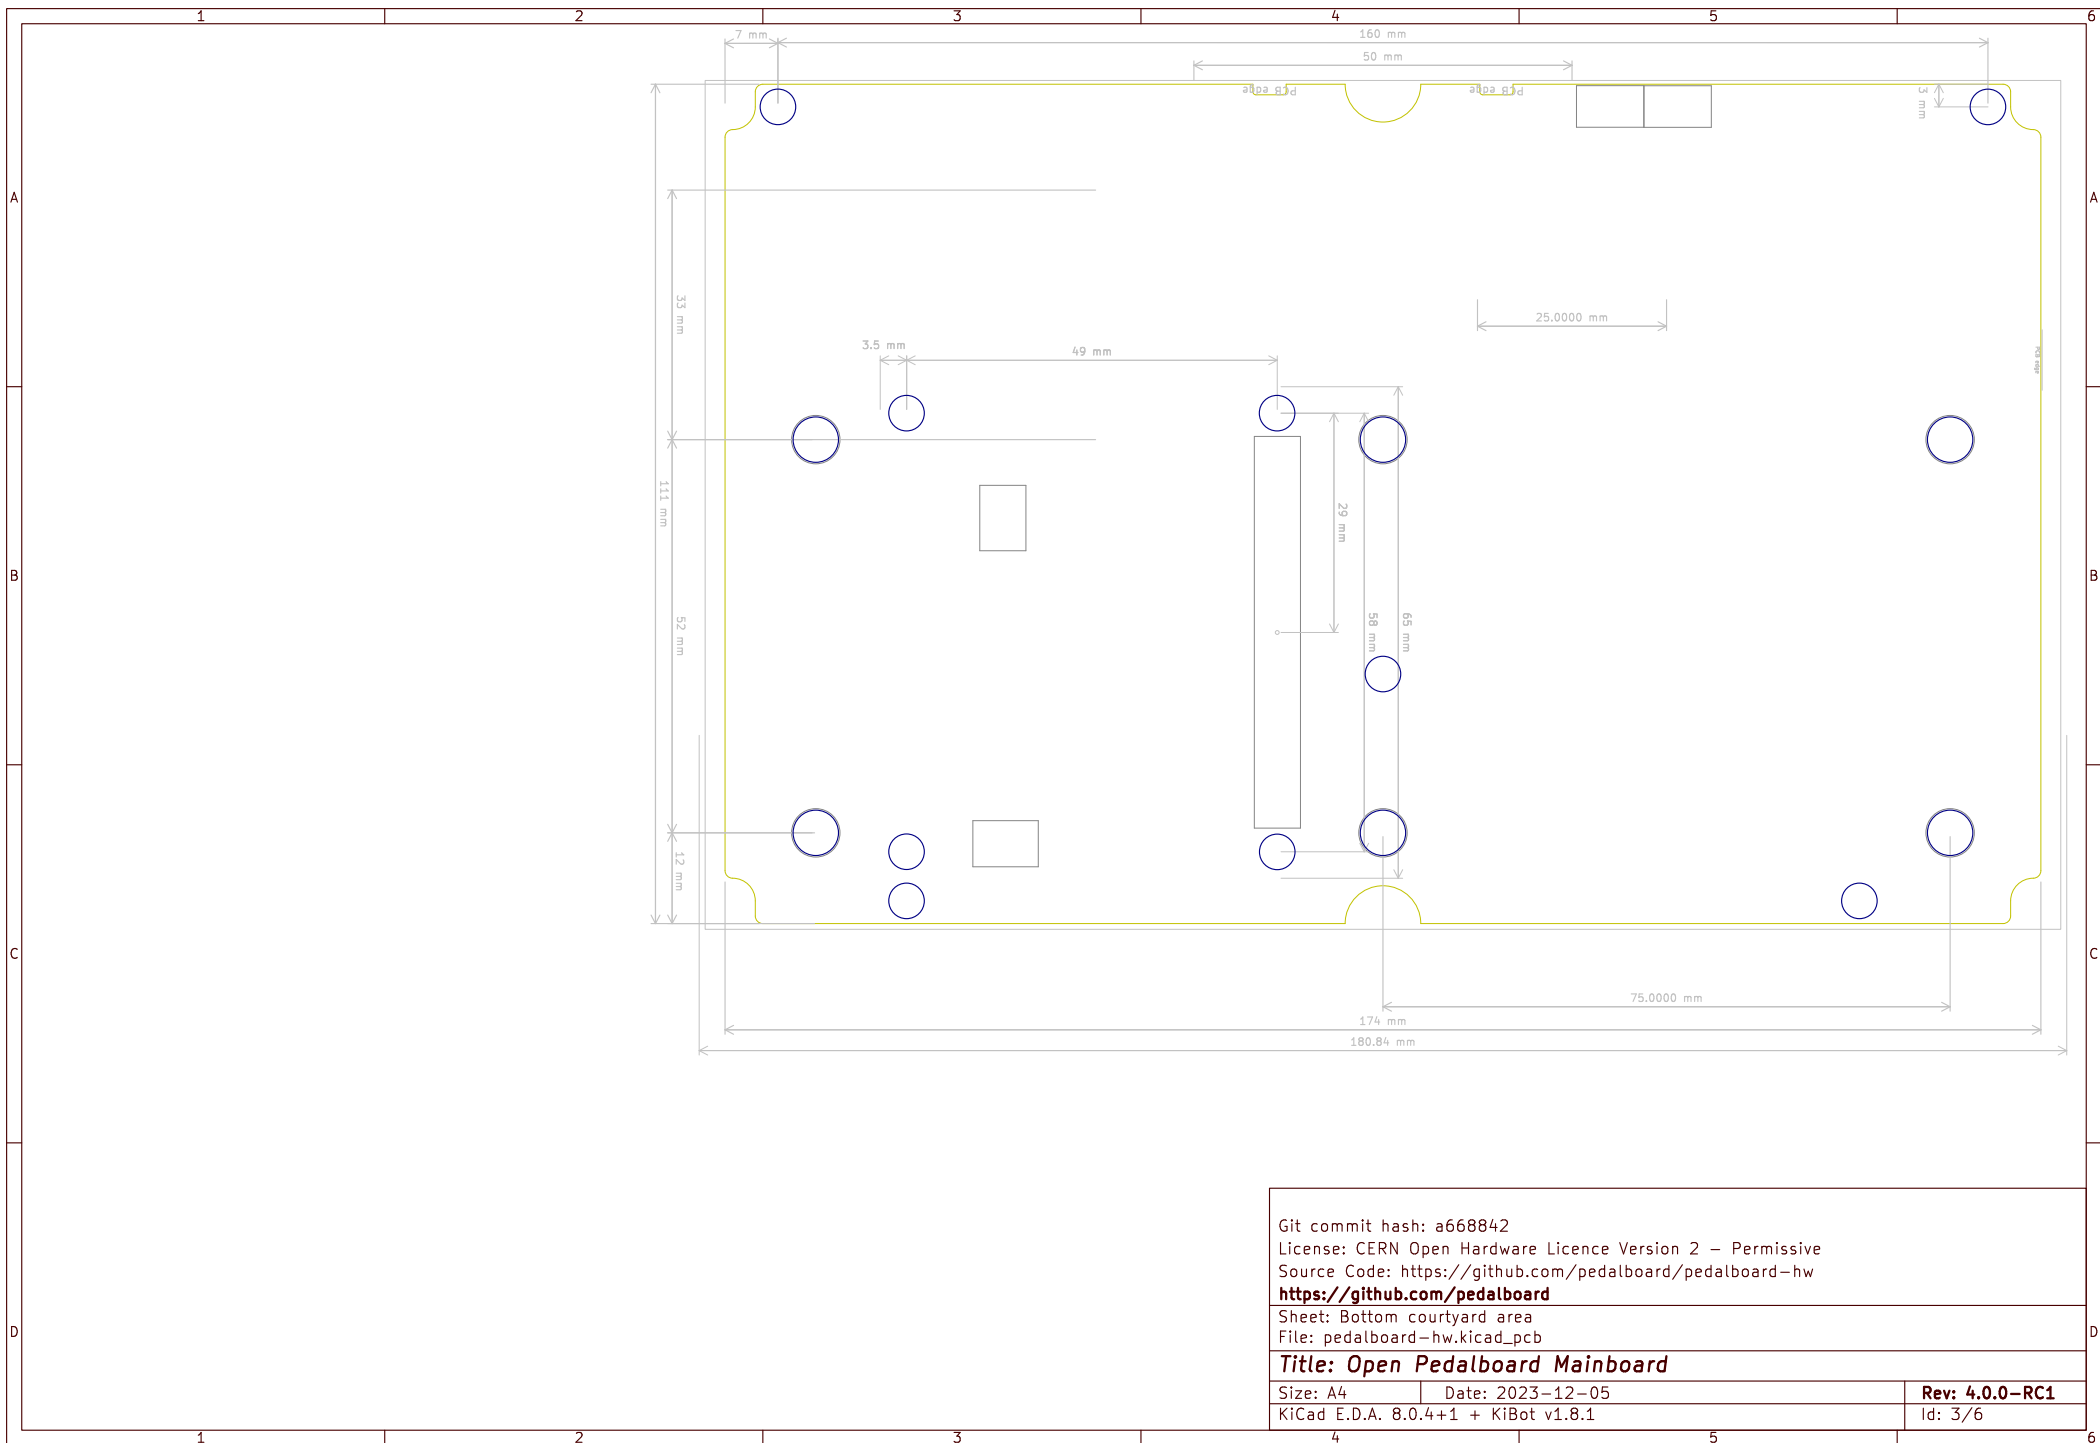 1 2 3 4 5 6
7 mm
160 mm
50 mm
PCB edge
PCB edge
3 mm
A
A
33 mm
25.0000 mm
3.5 mm
49 mm
PCB edge
111 mm
29 mm
B
B
52 mm
58 mm
65 mm
12 mm
C
C
75.0000 mm
174 mm
180.84 mm
Git commit hash: a668842
License: CERN Open Hardware Licence Version 2 - Permissive
Source Code: https://github.com/pedalboard/pedalboard-hw
https://github.com/pedalboard
Sheet: Bottom courtyard area
File: pedalboard-hw.kicad_pcb
D
D
Title: Open Pedalboard Mainboard
Size: A4 Date: 2023-12-05 Rev: 4.0.0-RC1
KiCad E.D.A. 8.0.4+1 + KiBot v1.8.1 Id: 3/6
1 2 3 4 5 6